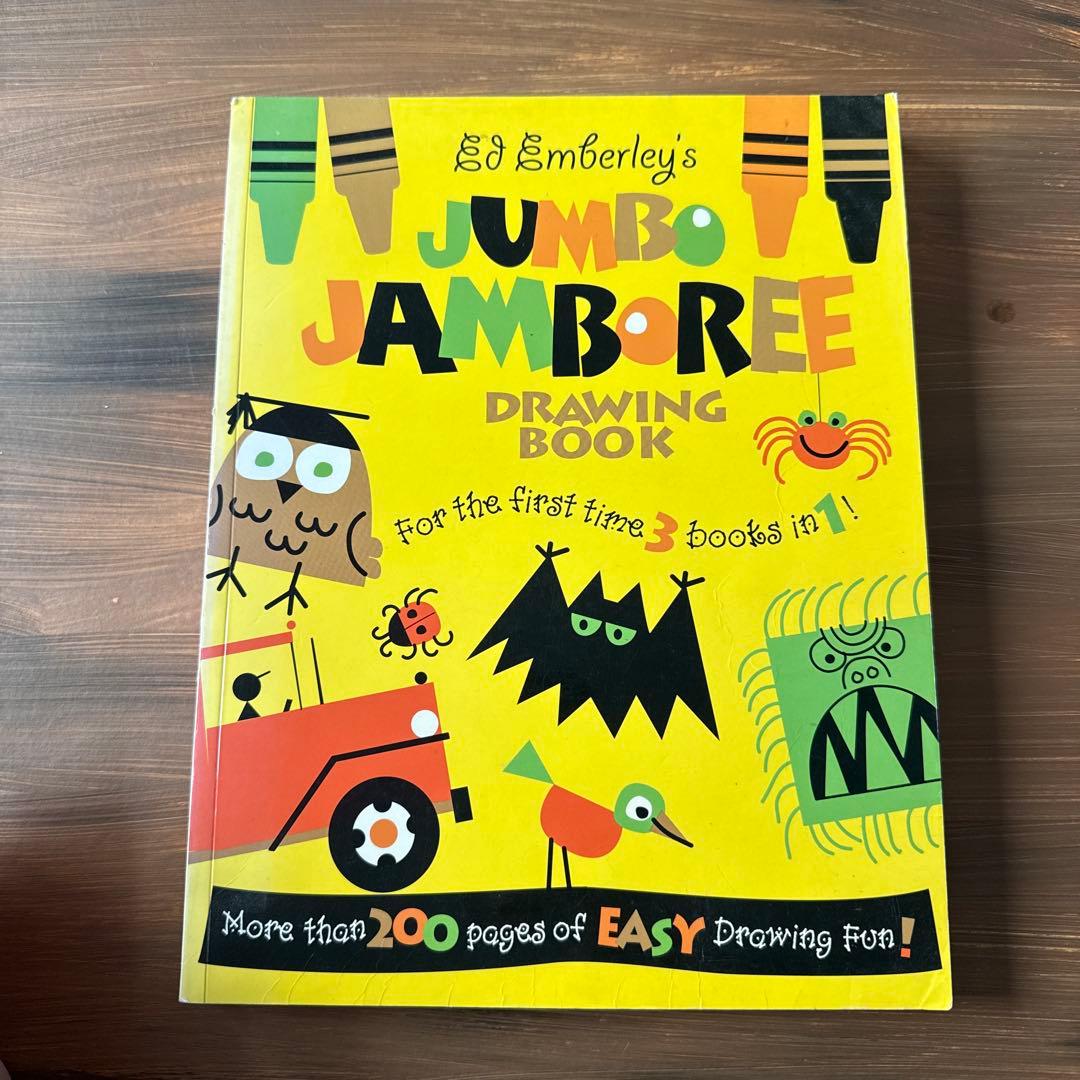 Ed Emberley's
JUMBO
JAMBOREE
DRAWING
BOOK
For the first time 3 books in 1!
More than 200 pages of EASY Drawing Fun!